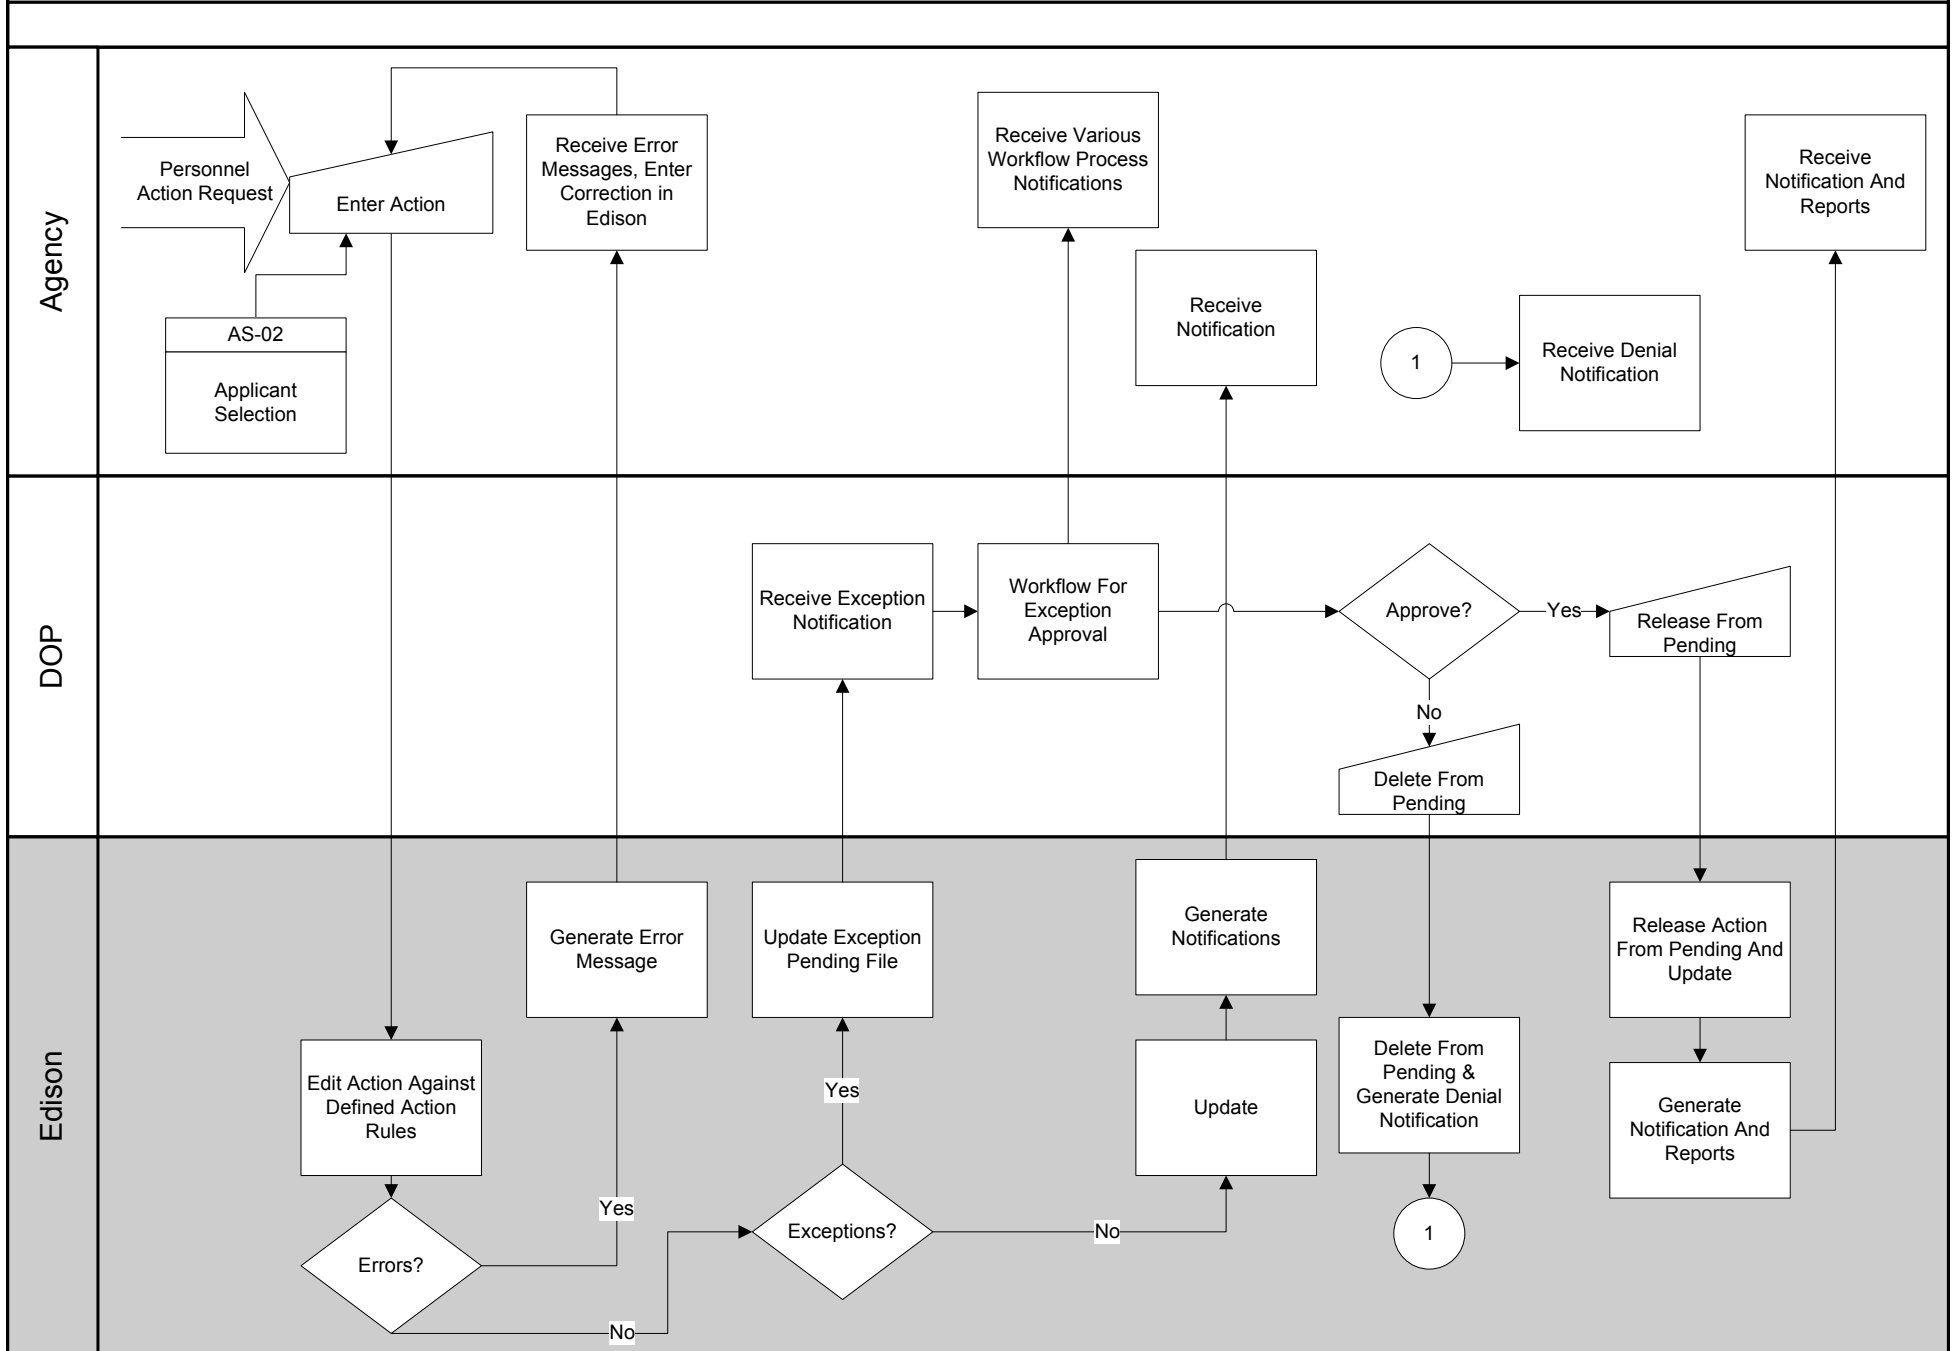 Agency
Personnel
Action Request
Enter Action
Receive Error
Messages, Enter
Correction in
Edison
AS-02
Applicant
Selection
Receive Various
Workflow Process
Notifications
Receive
Notification
1
Receive Denial
Notification
Receive
Notification And
Reports
DOP
Receive Exception
Notification
Workflow For
Exception
Approval
Approve?
Yes
Release From
Pending
No
Delete From
Pending
Edison
Edit Action Against
Defined Action
Rules
Errors?
Yes
No
Generate Error
Message
Update Exception
Pending File
Yes
Exceptions?
No
Generate
Notifications
Update
Delete From
Pending &
Generate Denial
Notification
1
Release Action
From Pending And
Update
Generate
Notification And
Reports